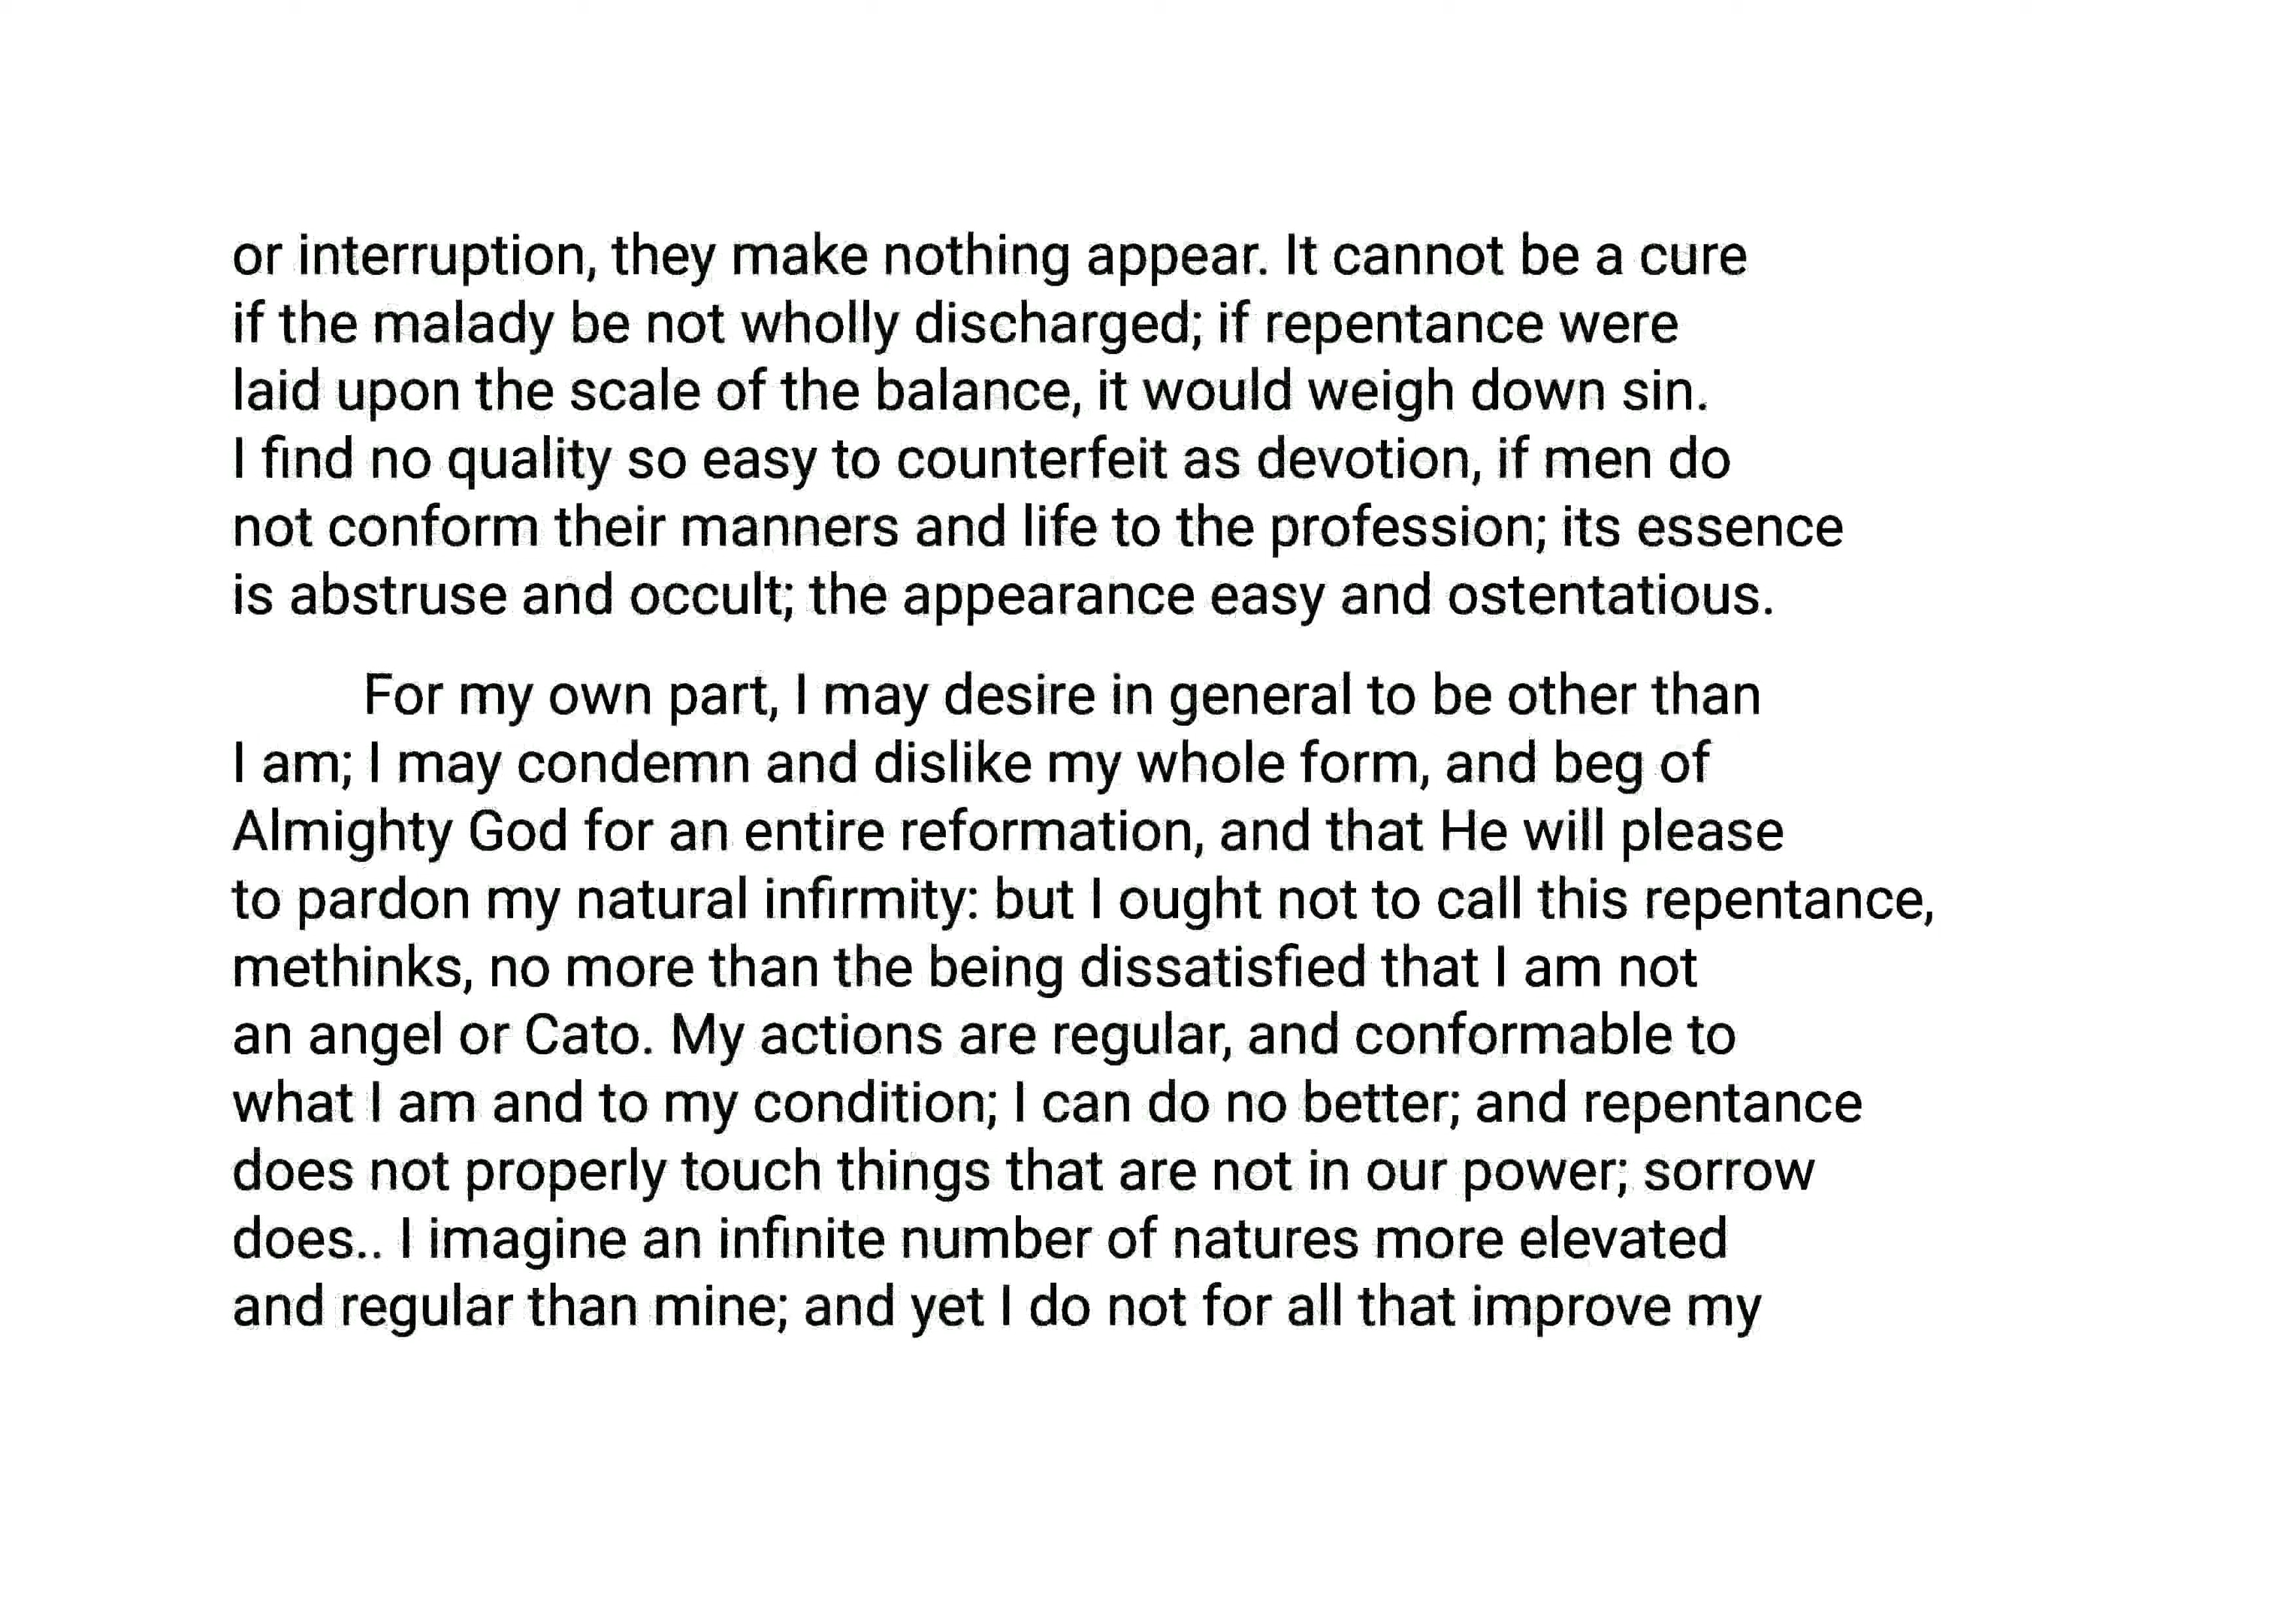 or interruption, they make nothing appear. It cannot be a cure
if the malady be not wholly discharged; if repentance were
laid upon the scale of the balance, it would weigh down sin.
I find no quality so easy to counterfeit as devotion, if men do
not conform their manners and life to the profession; its essence
is abstruse and occult; the appearance easy and ostentatious.
For my own part, I may desire in general to be other than
I am; I may condemn and dislike my whole form, and beg of
Almighty God for an entire reformation, and that He will please
to pardon my natural infirmity: but I ought not to call this repentance,
methinks, no more than the being dissatisfied that I am not
an angel or Cato. My actions are regular, and conformable to
what I am and to my condition; I can do no better; and repentance
does not properly touch things that are not in our power; sorrow
does.. I imagine an infinite number of natures more elevated
and regular than mine; and yet I do not for all that improve my